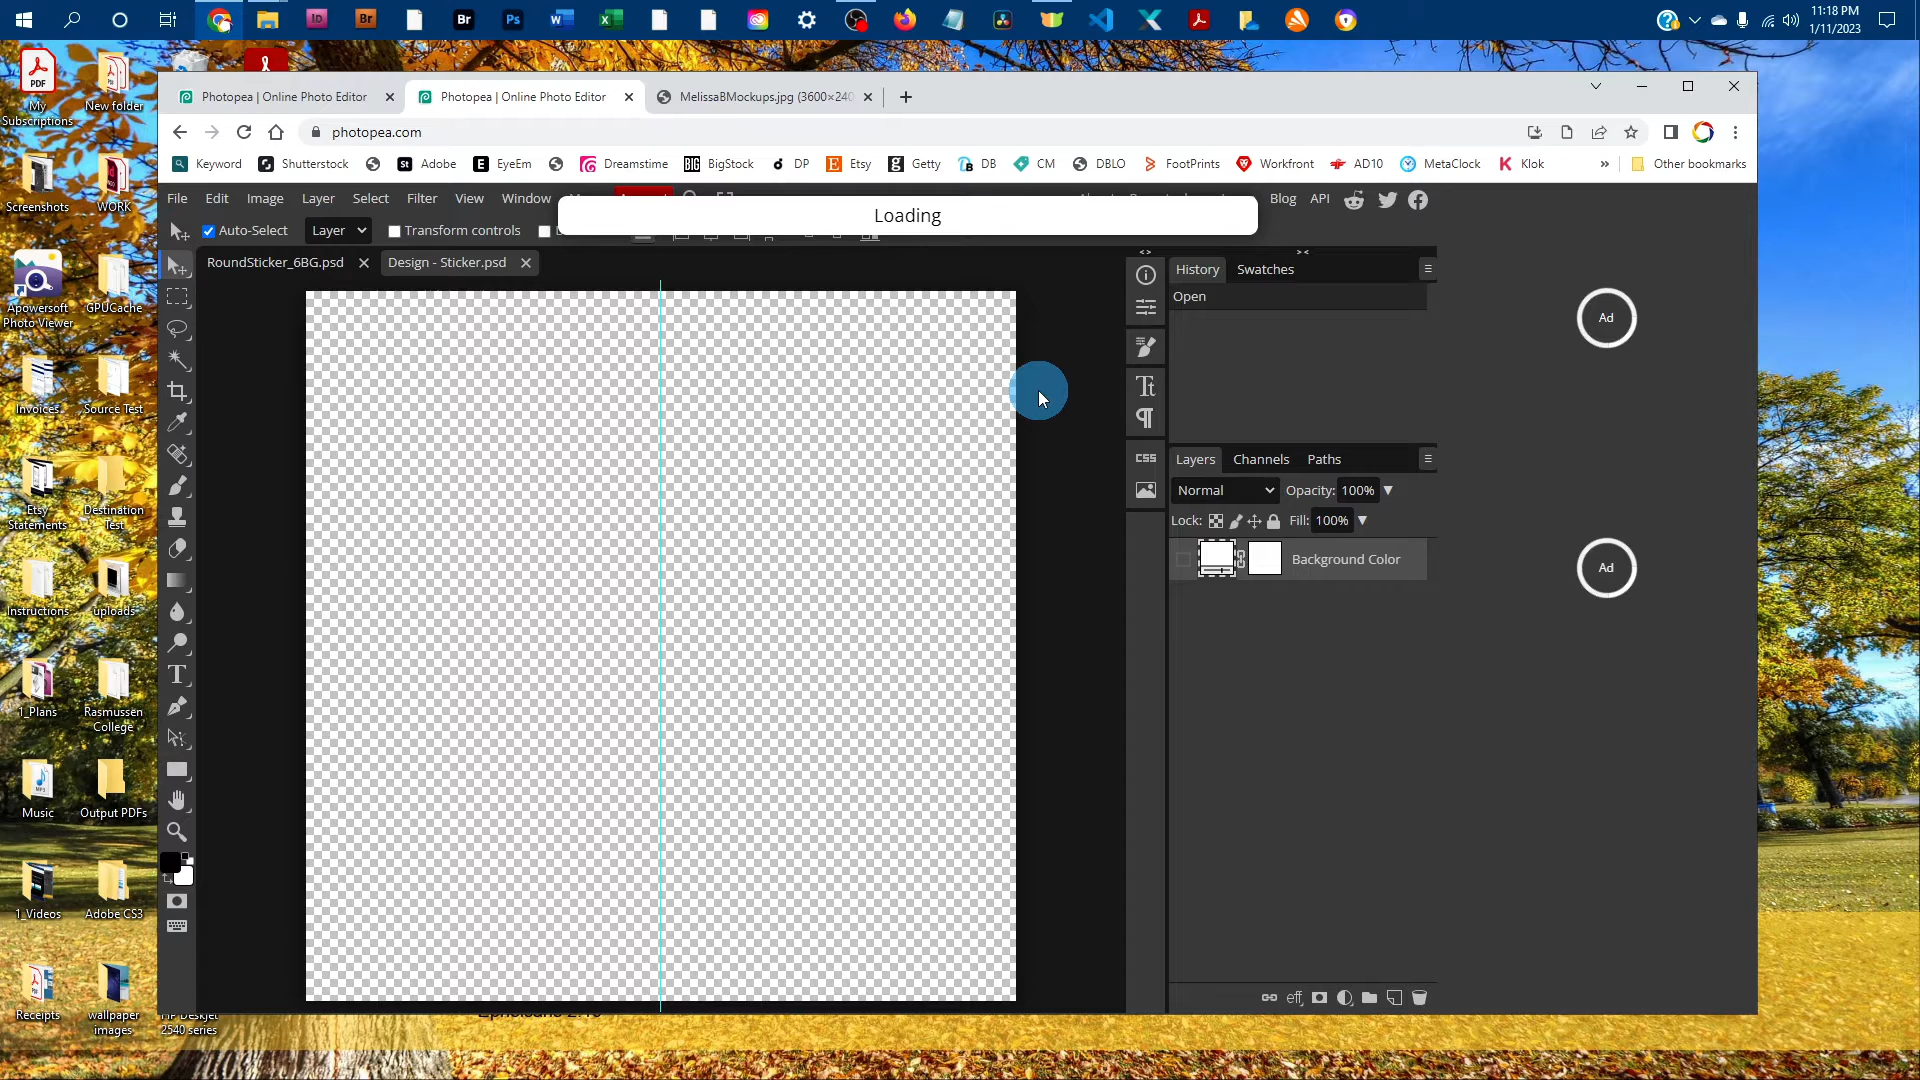 11:18 PM
1/11/2023
My Subscriptions
New folder
Photopea | Online Photo Editor
Photopea | Online Photo Editor
MelissaBMockups.jpg (3600×240
photopea.com
Keyword
Shutterstock
Adobe
EyeEm
Dreamstime
BigStock
DP
Etsy
Getty
DB
CM
DBLO
FootPrints
Workfront
AD10
MetaClock
Klok
Other bookmarks
File Edit Image Layer Select Filter View Window
Loading
Blog API
Auto-Select Layer Transform controls
RoundSticker_6BG.psd
Design - Sticker.psd
History Swatches
Open
Ad
Layers Channels Paths
Normal Opacity: 100%
Lock: Fill: 100%
Background Color
Ad
CSS
eff
Screenshots
WORK
Apowersoft Photo Viewer
GPUCache
Invoices
Source Test
Etsy Statements
Destination Test
Instructions
uploads
1_Plans
Rasmussen College
Music
Output PDFs
1_Videos
Adobe CS3
Receipts
wallpaper images
2540 series